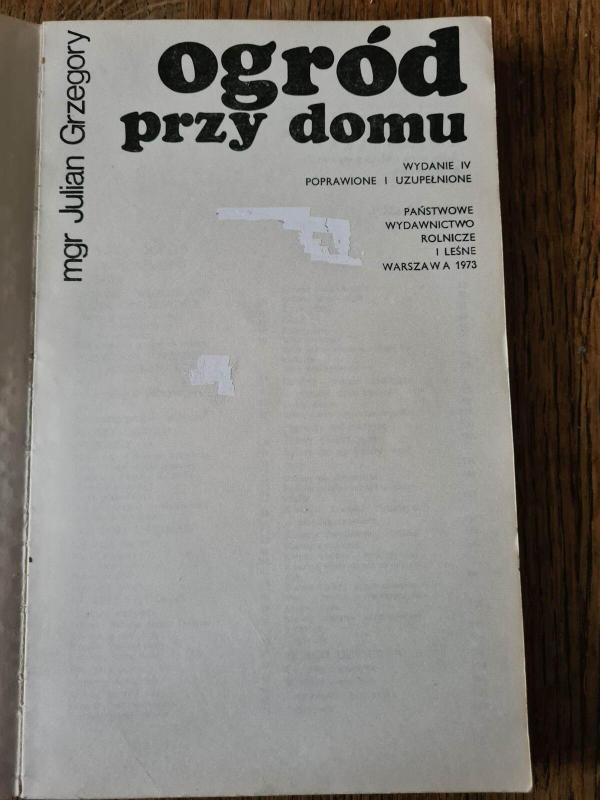 mgr Julian Grzegory
ogród
przy domu
WYDANIE IV
POPRAWIONE I UZUPEŁNIONE
PAŃSTWOWE
WYDAWNICTWO
ROLNICZE
I LEŚNE
WARSZAWA 1973